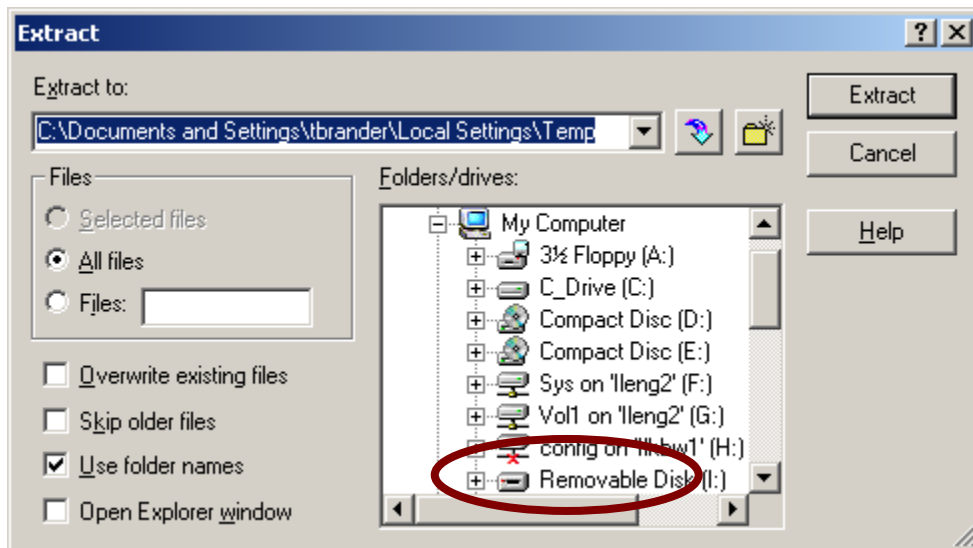 Extract
Extract to:
C:\Documents and Settings\tbrander\Local Settings\Temp
Files
Selected files
All files
Files:
Overwrite existing files
Skip older files
Use folder names
Open Explorer window
Folders/drives:
My Computer
3½ Floppy (A:)
C_Drive (C:)
Compact Disc (D:)
Compact Disc (E:)
Sys on 'lleng2' (F:)
Vol1 on 'lleng2' (G:)
config on (H:)
Removable Disk (I:)
Extract
Cancel
Help